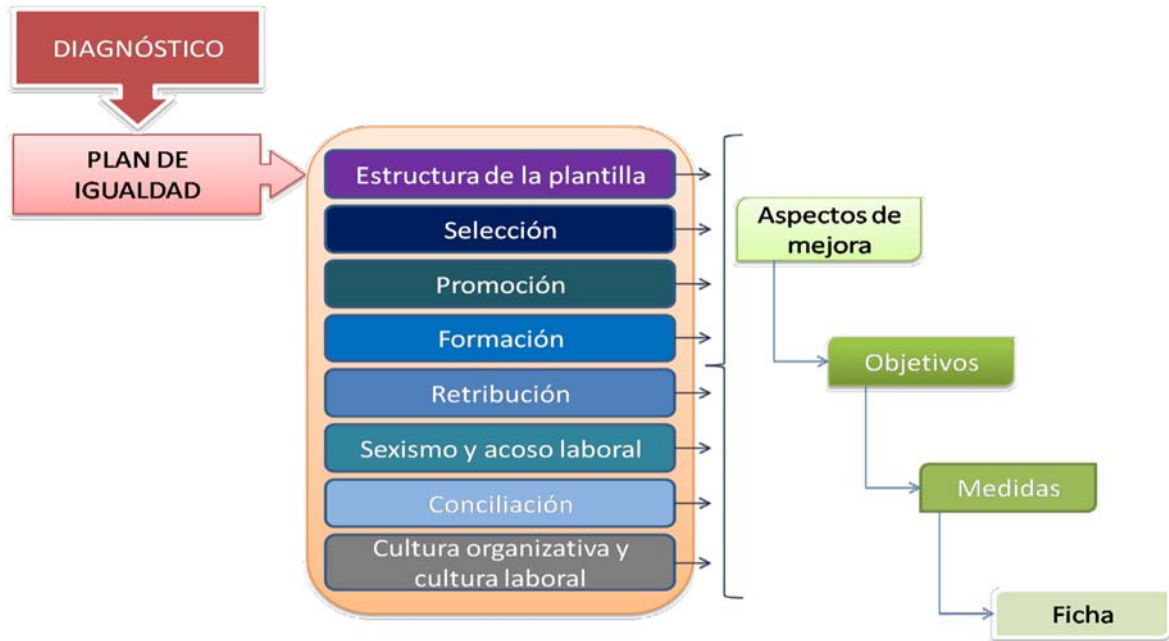 DIAGNÓSTICO
PLAN DE
IGUALDAD
Estructura de la plantilla
Selección
Promoción
Formación
Retribución
Sexismo y acoso laboral
Conciliación
Cultura organizativa y
cultura laboral
Aspectos de
mejora
Objetivos
Medidas
Ficha